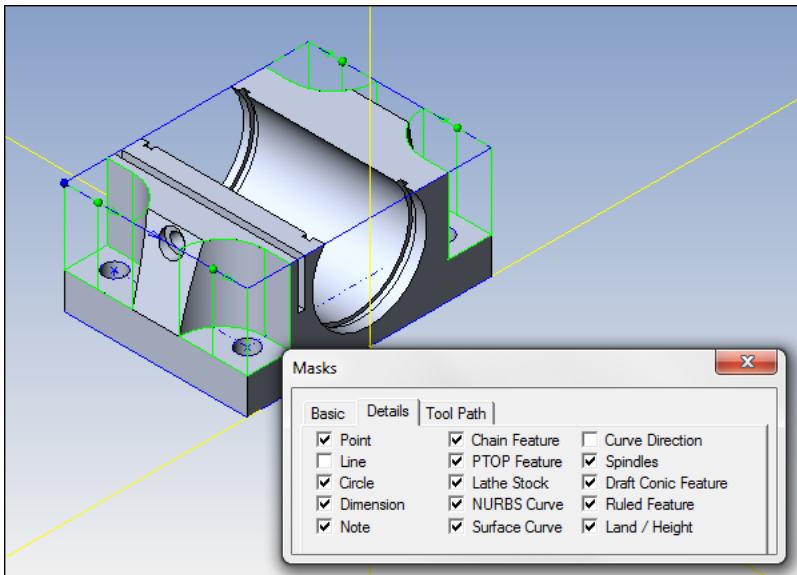 Masks
Basic Details Tool Path
Point Chain Feature Curve Direction
Line PTOP Feature Spindles
Circle Lathe Stock Draft Conic Feature
Dimension NURBS Curve Ruled Feature
Note Surface Curve Land / Height